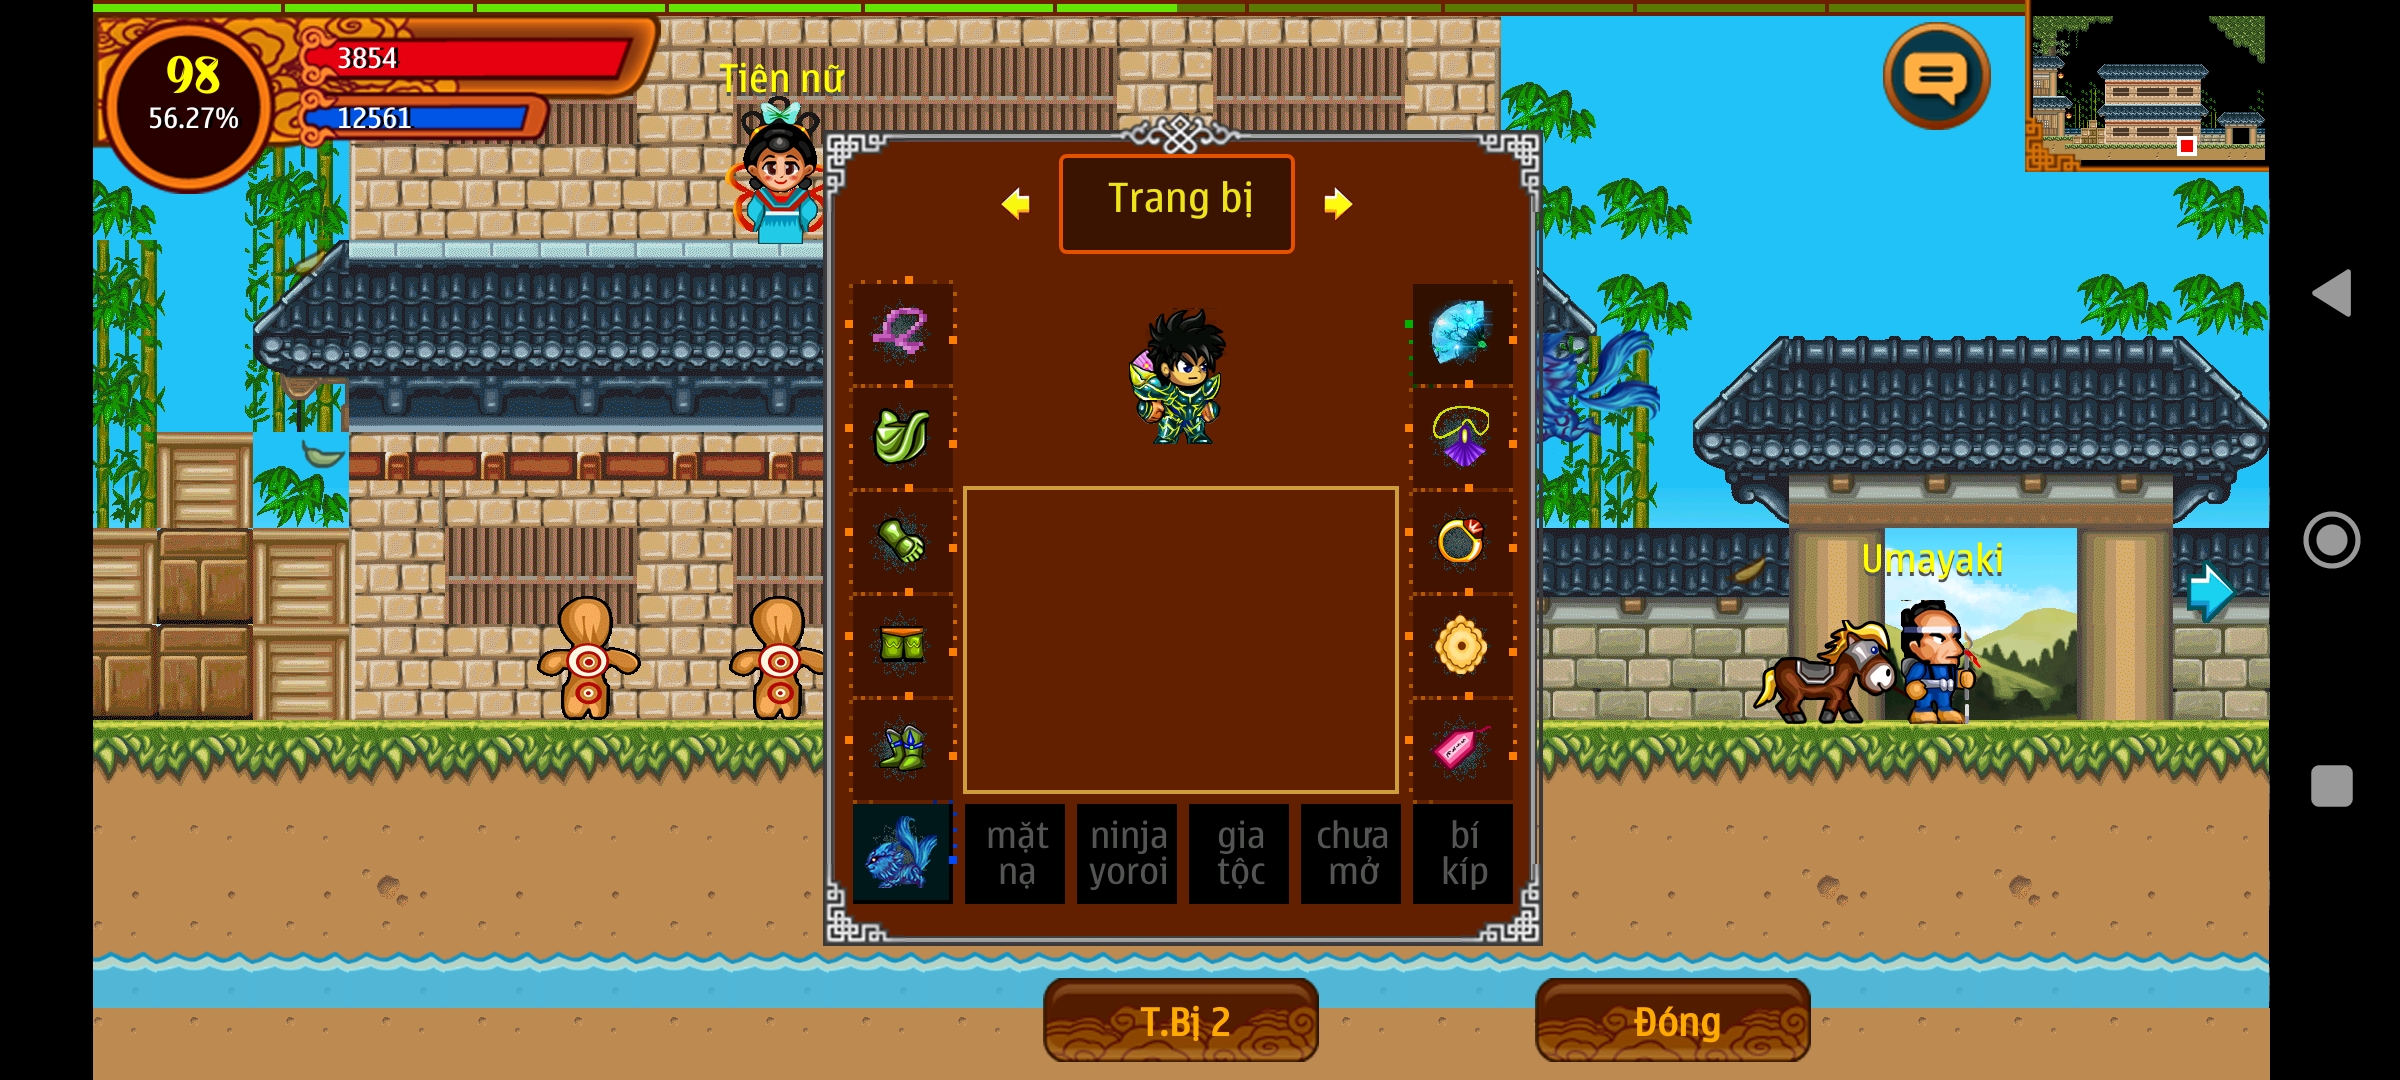 98
56.27%
3854
12561
Tiên nữ
Trang bị
Umayaki
mặt
nạ
ninja
yoroi
gia
tộc
chưa
mở
bí
kíp
T.Bị 2
Đóng